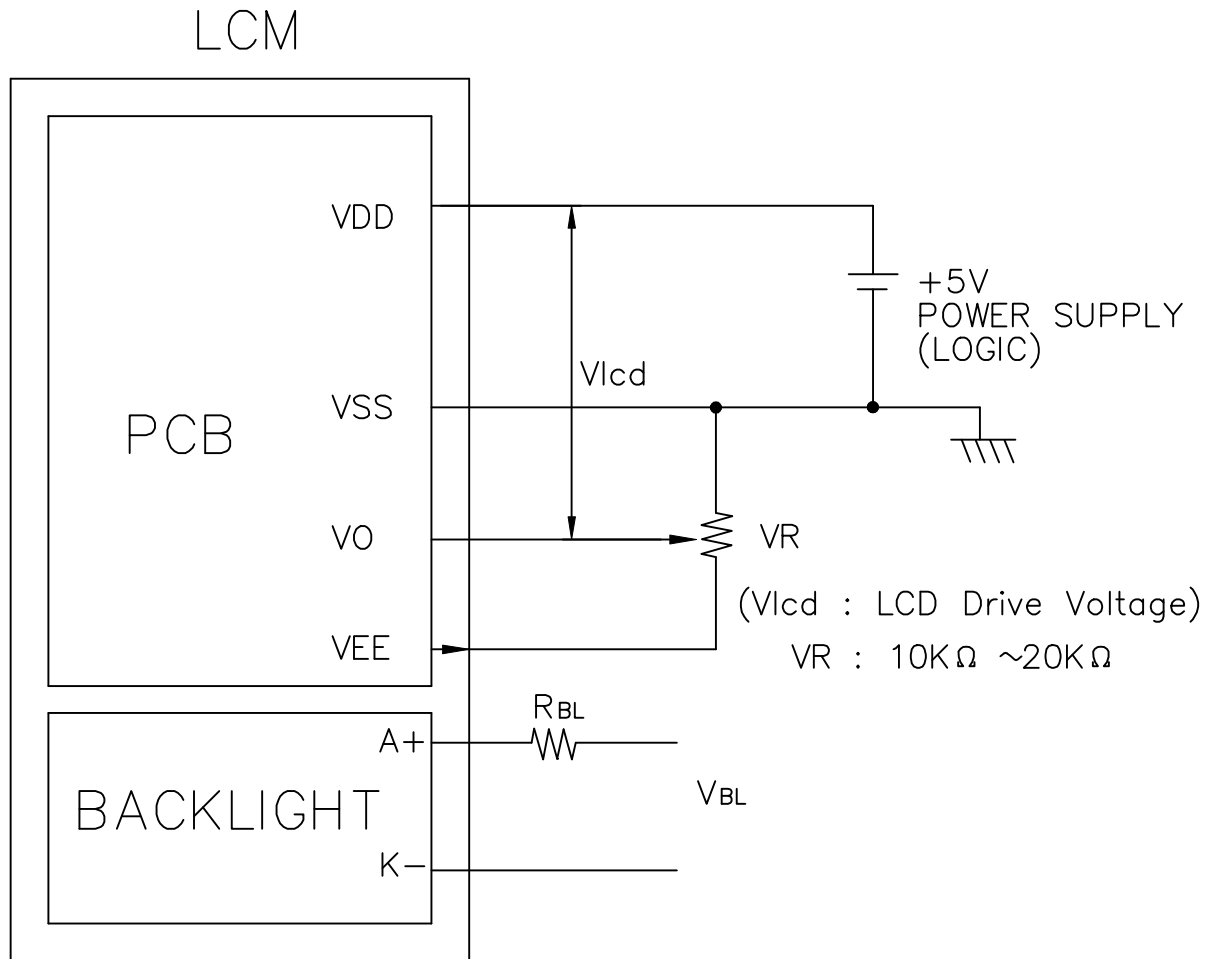 LCM
VDD
+5V
POWER SUPPLY
(LOGIC)
Vlcd
VSS
PCB
VO
VR
(Vlcd : LCD Drive Voltage)
VEE
VR : 10KΩ ~20KΩ
RBL
A+
VBL
BACKLIGHT
K−